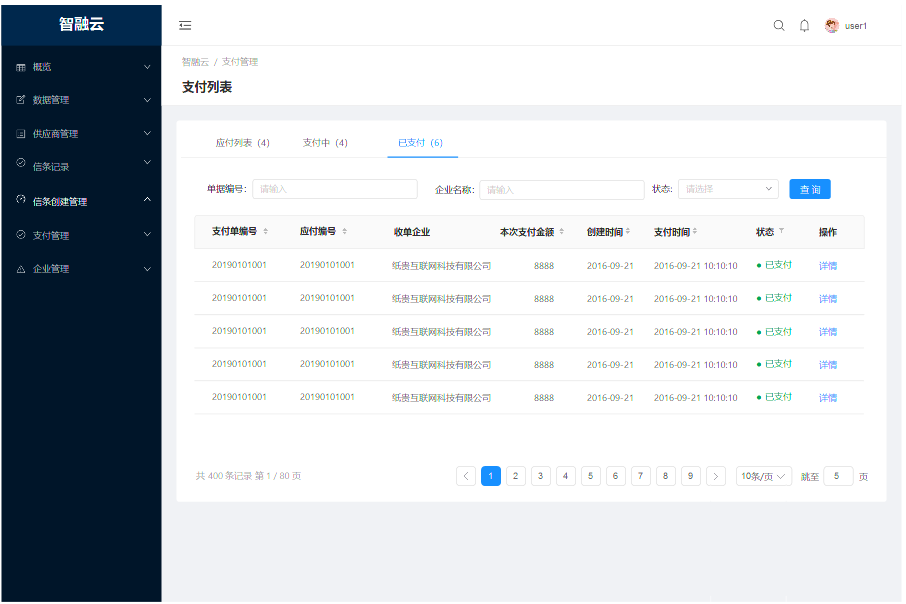 智融云
user1
概览
数据管理
供应商管理
信条记录
信条创建管理
支付管理
企业管理
智融云 / 支付管理
支付列表
应付列表（4） 支付中（4） 已支付（6）
单据编号： 请输入 企业名称： 请输入 状态： 请选择 查 询
支付单编号 应付编号 收单企业 本次支付金额 创建时间 支付时间 状态 操作
20190101001 20190101001 纸贵互联网科技有限公司 8888 2016-09-21 2016-09-21 10:10:10 已支付 详情
20190101001 20190101001 纸贵互联网科技有限公司 8888 2016-09-21 2016-09-21 10:10:10 已支付 详情
20190101001 20190101001 纸贵互联网科技有限公司 8888 2016-09-21 2016-09-21 10:10:10 已支付 详情
20190101001 20190101001 纸贵互联网科技有限公司 8888 2016-09-21 2016-09-21 10:10:10 已支付 详情
20190101001 20190101001 纸贵互联网科技有限公司 8888 2016-09-21 2016-09-21 10:10:10 已支付 详情
共 400 条记录 第 1 / 80 页 1 2 3 4 5 6 7 8 9 10条/页 跳至 5 页